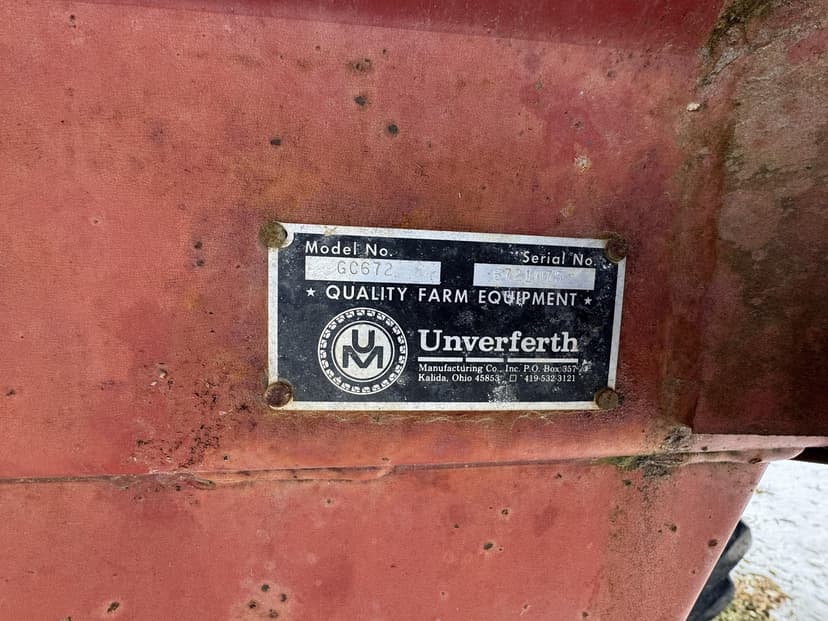 Model No. Serial No.
GC672
★ QUALITY FARM EQUIPMENT ★
UM
Unverferth
Manufacturing Co., Inc. P.O. Box 357
Kalida, Ohio 45853 □ 419-532-3121